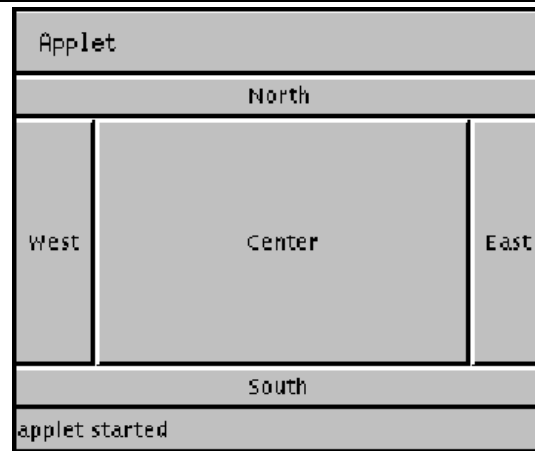 Applet
North
West Center East
South
applet started